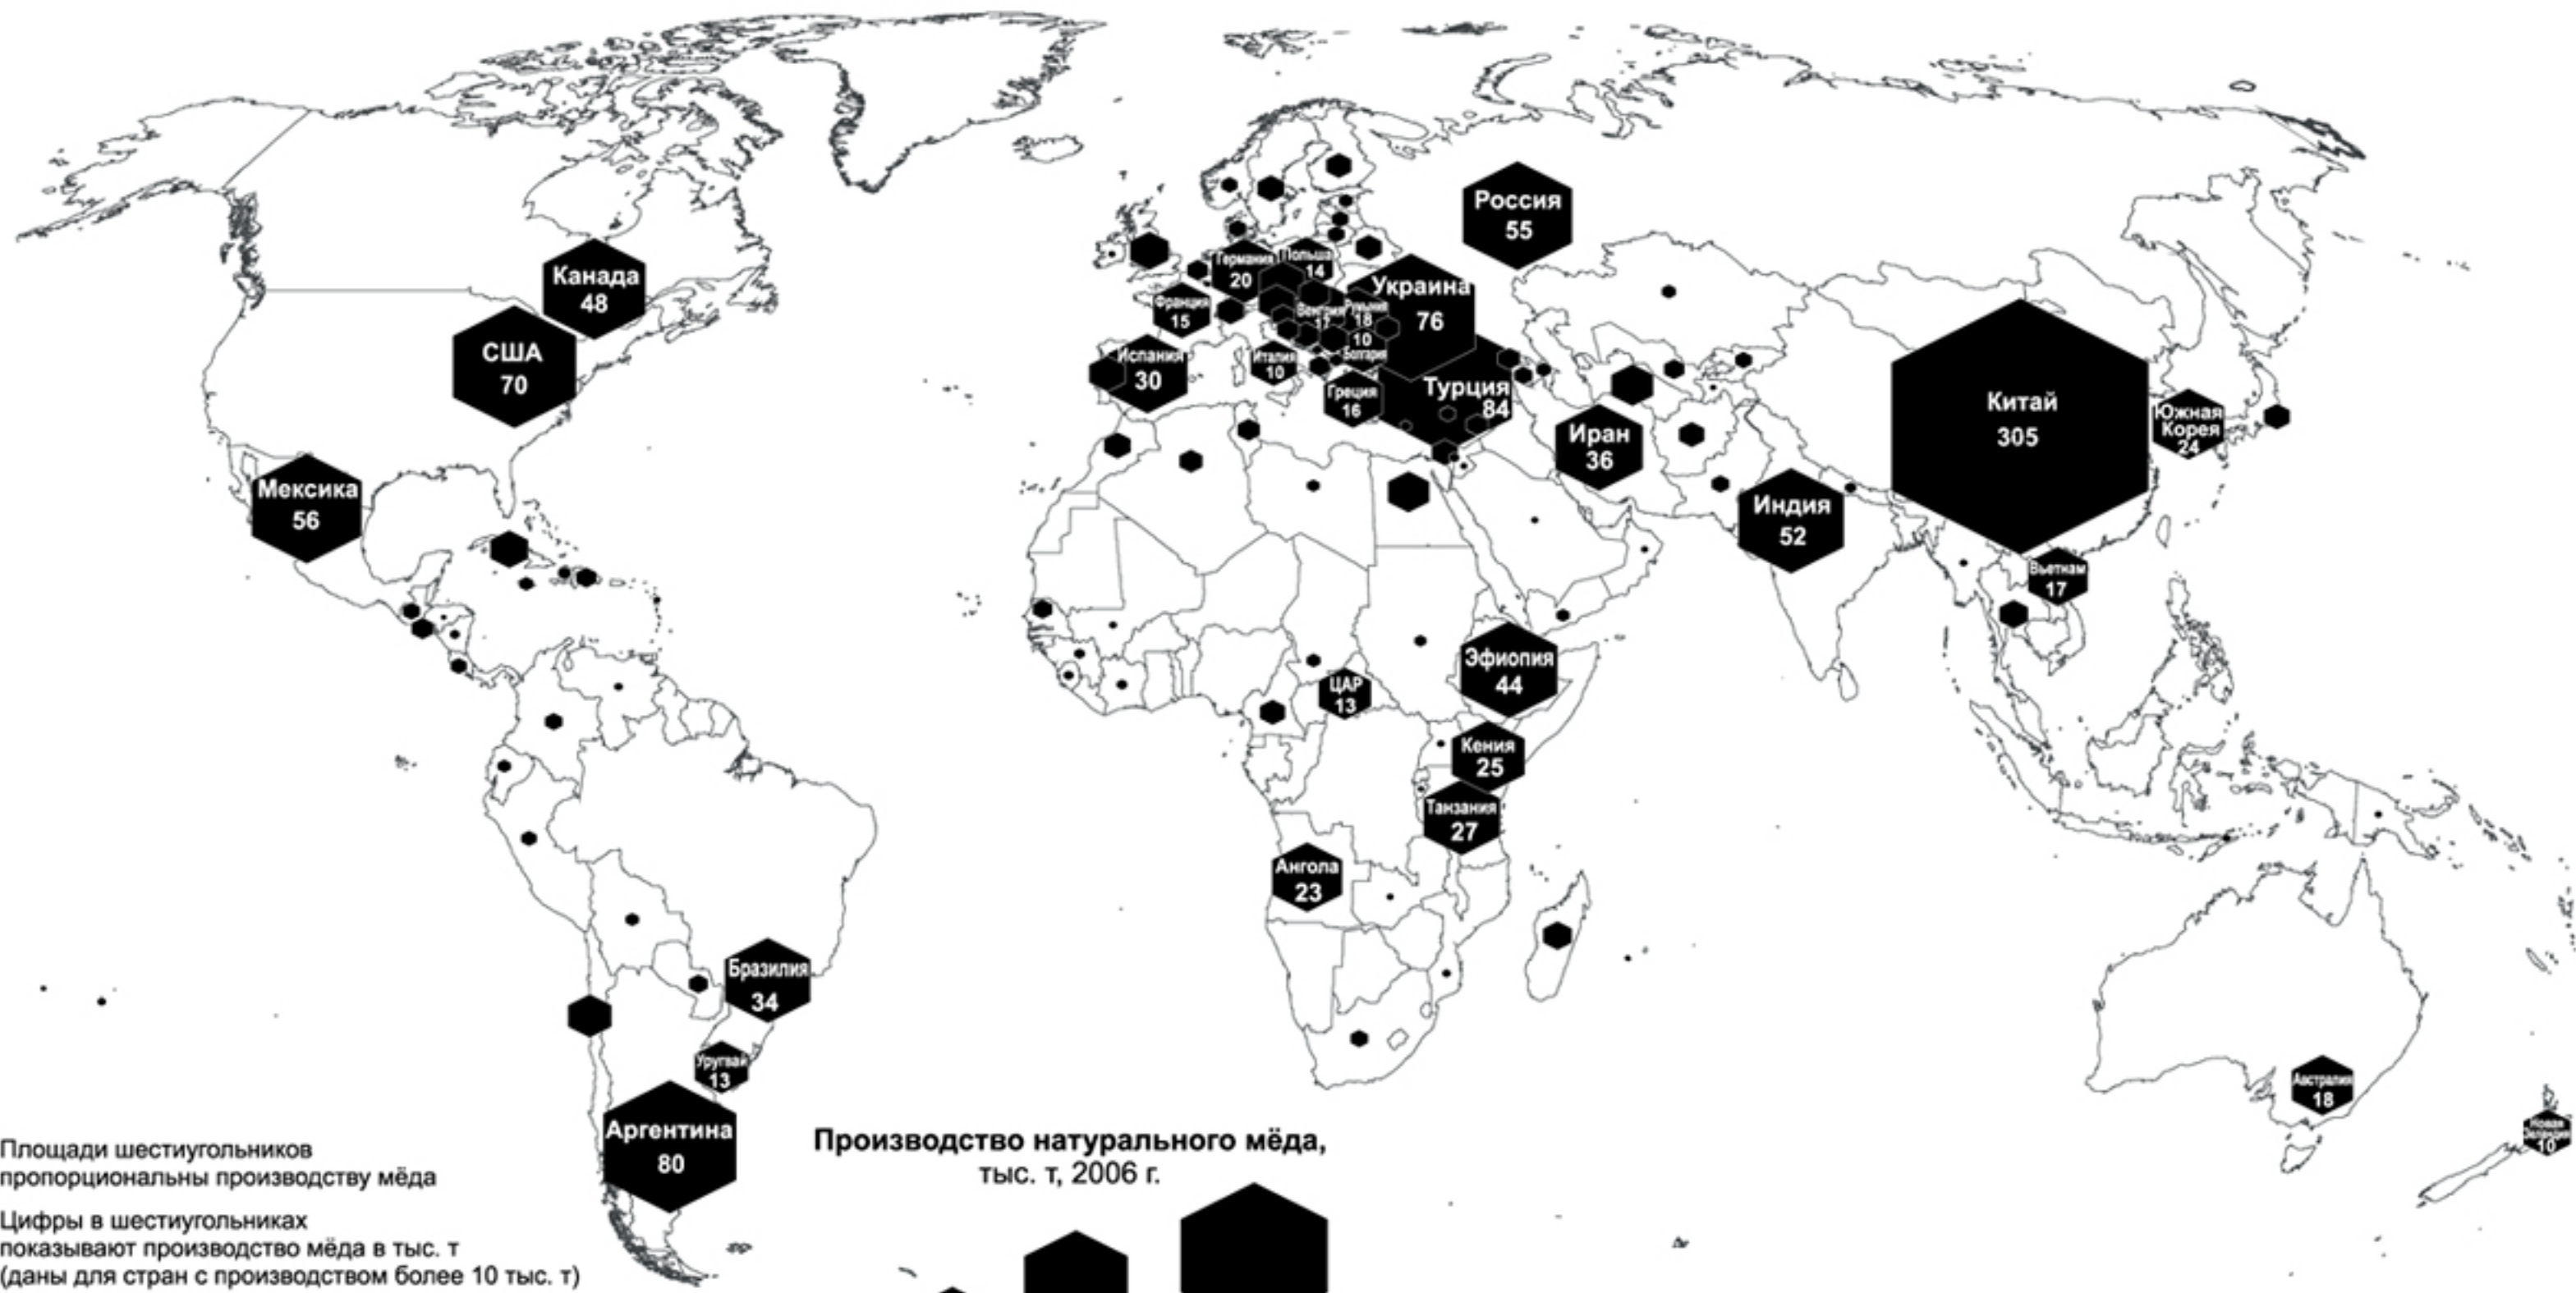 Россия
55
Канада
48
Германия
20
Польша
14
Украина
76
Франция
15
Венгрия
17
Румыния
18
10
Болгария
США
70
Испания
30
Италия
10
Турция
84
Греция
16
Китай
305
Южная
Корея
24
Иран
36
Мексика
56
Индия
52
Вьетнам
17
Эфиопия
44
ЦАР
13
Кения
25
Танзания
27
Ангола
23
Бразилия
34
Уругвай
13
Австралия
18
Новая
Зеландия
10
Аргентина
80
Производство натурального мёда,
тыс. т, 2006 г.
Площади шестиугольников
пропорциональны производству мёда
Цифры в шестиугольниках
показывают производство мёда в тыс. т
(даны для стран с производством более 10 тыс. т)